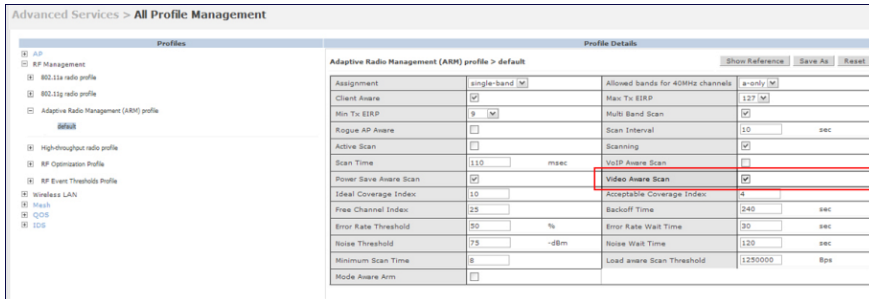 Advanced Services > All Profile Management
Profiles
AP
RF Management
802.11a radio profile
802.11g radio profile
Adaptive Radio Management (ARM) profile
default
High-throughput radio profile
RF Optimization Profile
RF Event Thresholds Profile
Wireless LAN
Mesh
QOS
IDS
Profile Details
Adaptive Radio Management (ARM) profile > default Show Reference Save As Reset
Assignment single-band Allowed bands for 40MHz channels a-only
Client Aware Max Tx EIRP 127
Min Tx EIRP 9 Multi Band Scan
Rogue AP Aware Scan Interval 10 sec
Active Scan Scanning
Scan Time 110 msec VoIP Aware Scan
Power Save Aware Scan Video Aware Scan
Ideal Coverage Index 10 Acceptable Coverage Index 4
Free Channel Index 25 Backoff Time 240 sec
Error Rate Threshold 50 % Error Rate Wait Time 30 sec
Noise Threshold 75 -dBm Noise Wait Time 120 sec
Minimum Scan Time 8 Load aware Scan Threshold 1250000 Bps
Mode Aware Arm